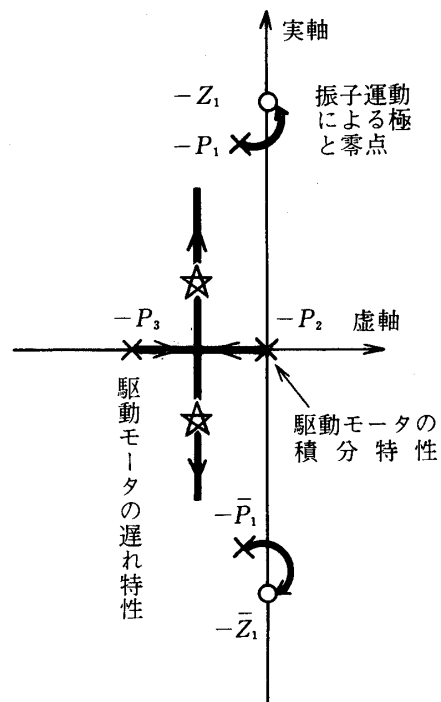 実軸
−Z₁
振子運動
による極
と零点
−P₁
−P₃
−P₂
虚軸
駆動モータの
積分特性
駆動モータの遅れ特性
−P̄₁
−Z̄₁